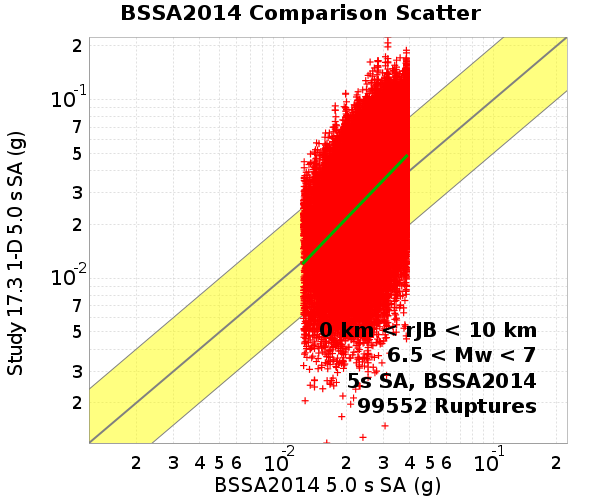 BSSA2014 Comparison Scatter
Study 17.3 1-D 5.0 s SA (g)
2
10-1
7
5
3
2
10-2
7
5
3
2
0 km < rJB < 10 km
6.5 < Mw < 7
5s SA, BSSA2014
99552 Ruptures
2 3 4 5 6 10-2 2 3 4 5 6 10-1 2
BSSA2014 5.0 s SA (g)